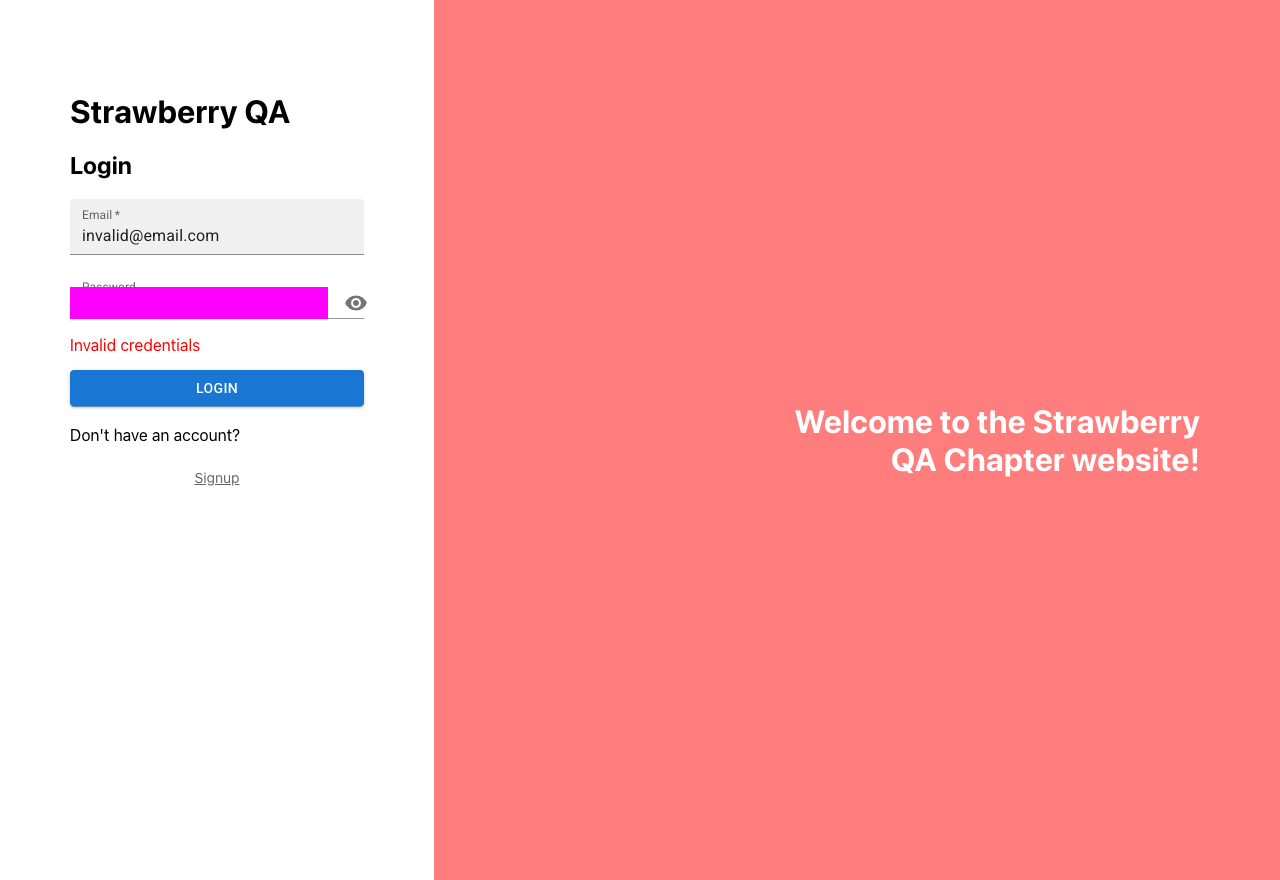 Strawberry QA
Login
Email *
invalid@email.com
Password
Invalid credentials
LOGIN
Don't have an account?
Signup
Welcome to the Strawberry
QA Chapter website!